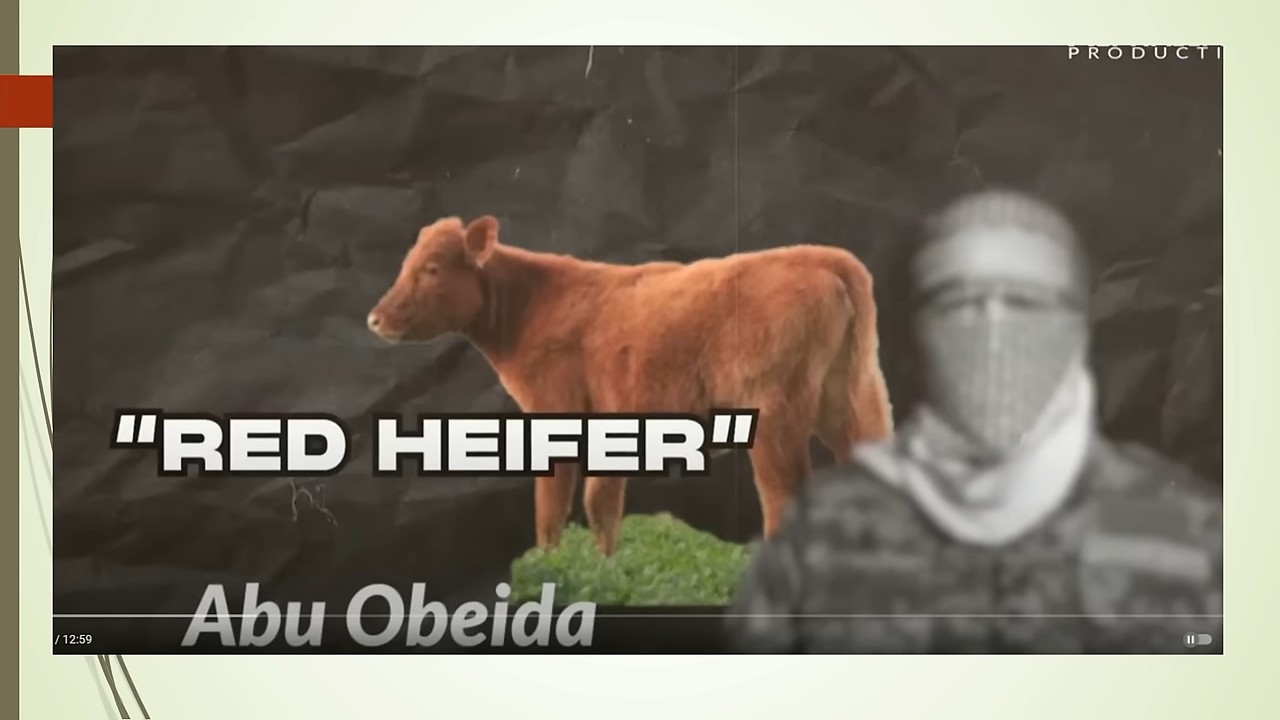 PRODUCTI
“RED HEIFER”
Abu Obeida
/ 12:59